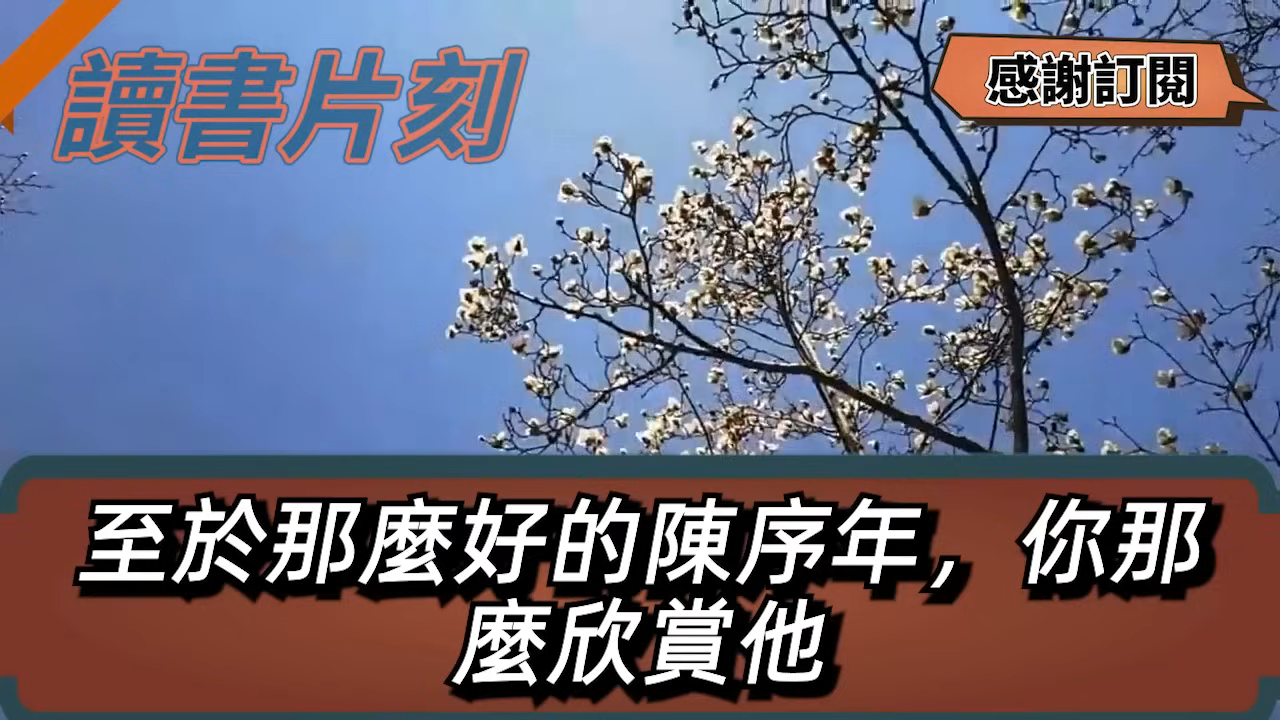 讀書片刻
感謝訂閱
至於那麼好的陳序年，你那
麼欣賞他